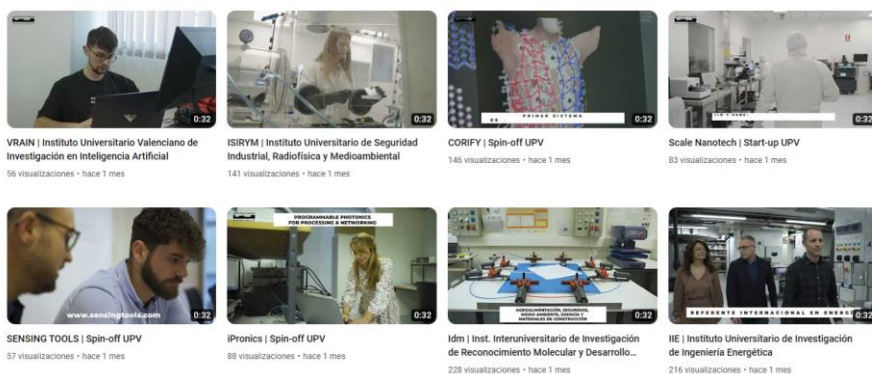 0:32
0:32
PRIMER SISTEMA
DE
0:32
0:32
VRAIN | Instituto Universitario Valenciano de
Investigación en Inteligencia Artificial
56 visualizaciones • hace 1 mes
ISIRYM | Instituto Universitario de Seguridad
Industrial, Radiofísica y Medioambiental
141 visualizaciones • hace 1 mes
CORIFY | Spin-off UPV
146 visualizaciones • hace 1 mes
Scale Nanotech | Start-up UPV
83 visualizaciones • hace 1 mes
www.sensingtools.com
0:32
PROGRAMMABLE PHOTONICS
FOR PROCESSING & NETWORKING
0:32
AGROALIMENTACIÓN, SEGURIDAD,
MEDIO AMBIENTE, ENERGÍA Y
MATERIALES DE CONSTRUCCIÓN
0:32
REFERENTE INTERNACIONAL EN ENERGÍ
0:32
SENSING TOOLS | Spin-off UPV
57 visualizaciones • hace 1 mes
iPronics | Spin-off UPV
88 visualizaciones • hace 1 mes
Idm | Inst. Interuniversitario de Investigación
de Reconocimiento Molecular y Desarrollo...
228 visualizaciones • hace 1 mes
IIE | Instituto Universitario de Investigación
de Ingeniería Energética
216 visualizaciones • hace 1 mes